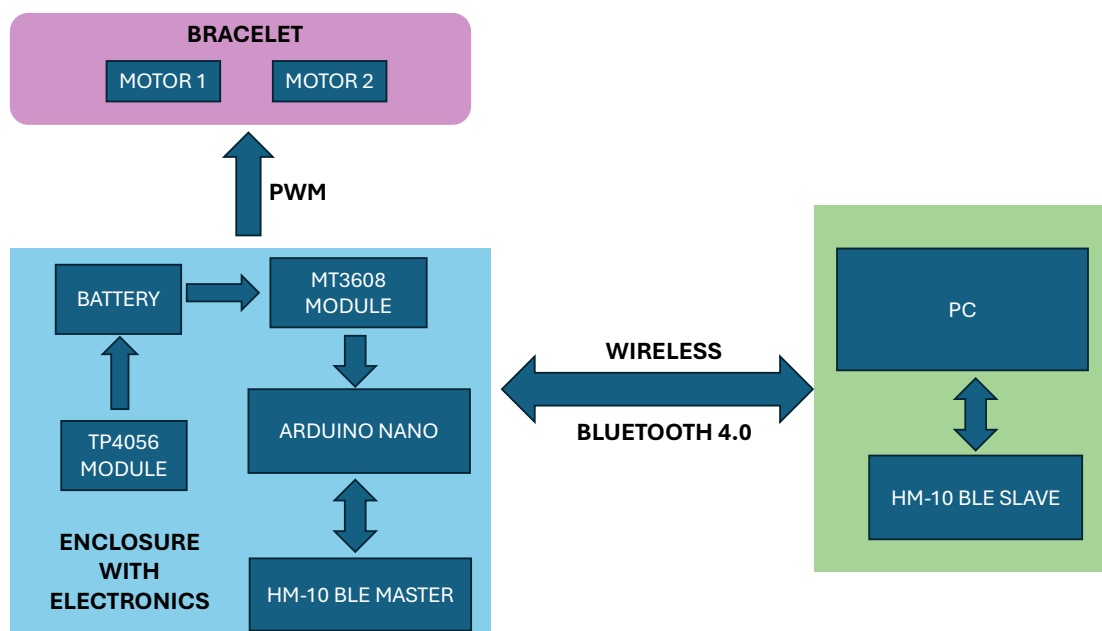 BRACELET
MOTOR 1
MOTOR 2
PWM
BATTERY
MT3608
MODULE
TP4056
MODULE
ARDUINO NANO
HM-10 BLE MASTER
ENCLOSURE
WITH
ELECTRONICS
WIRELESS
BLUETOOTH 4.0
PC
HM-10 BLE SLAVE